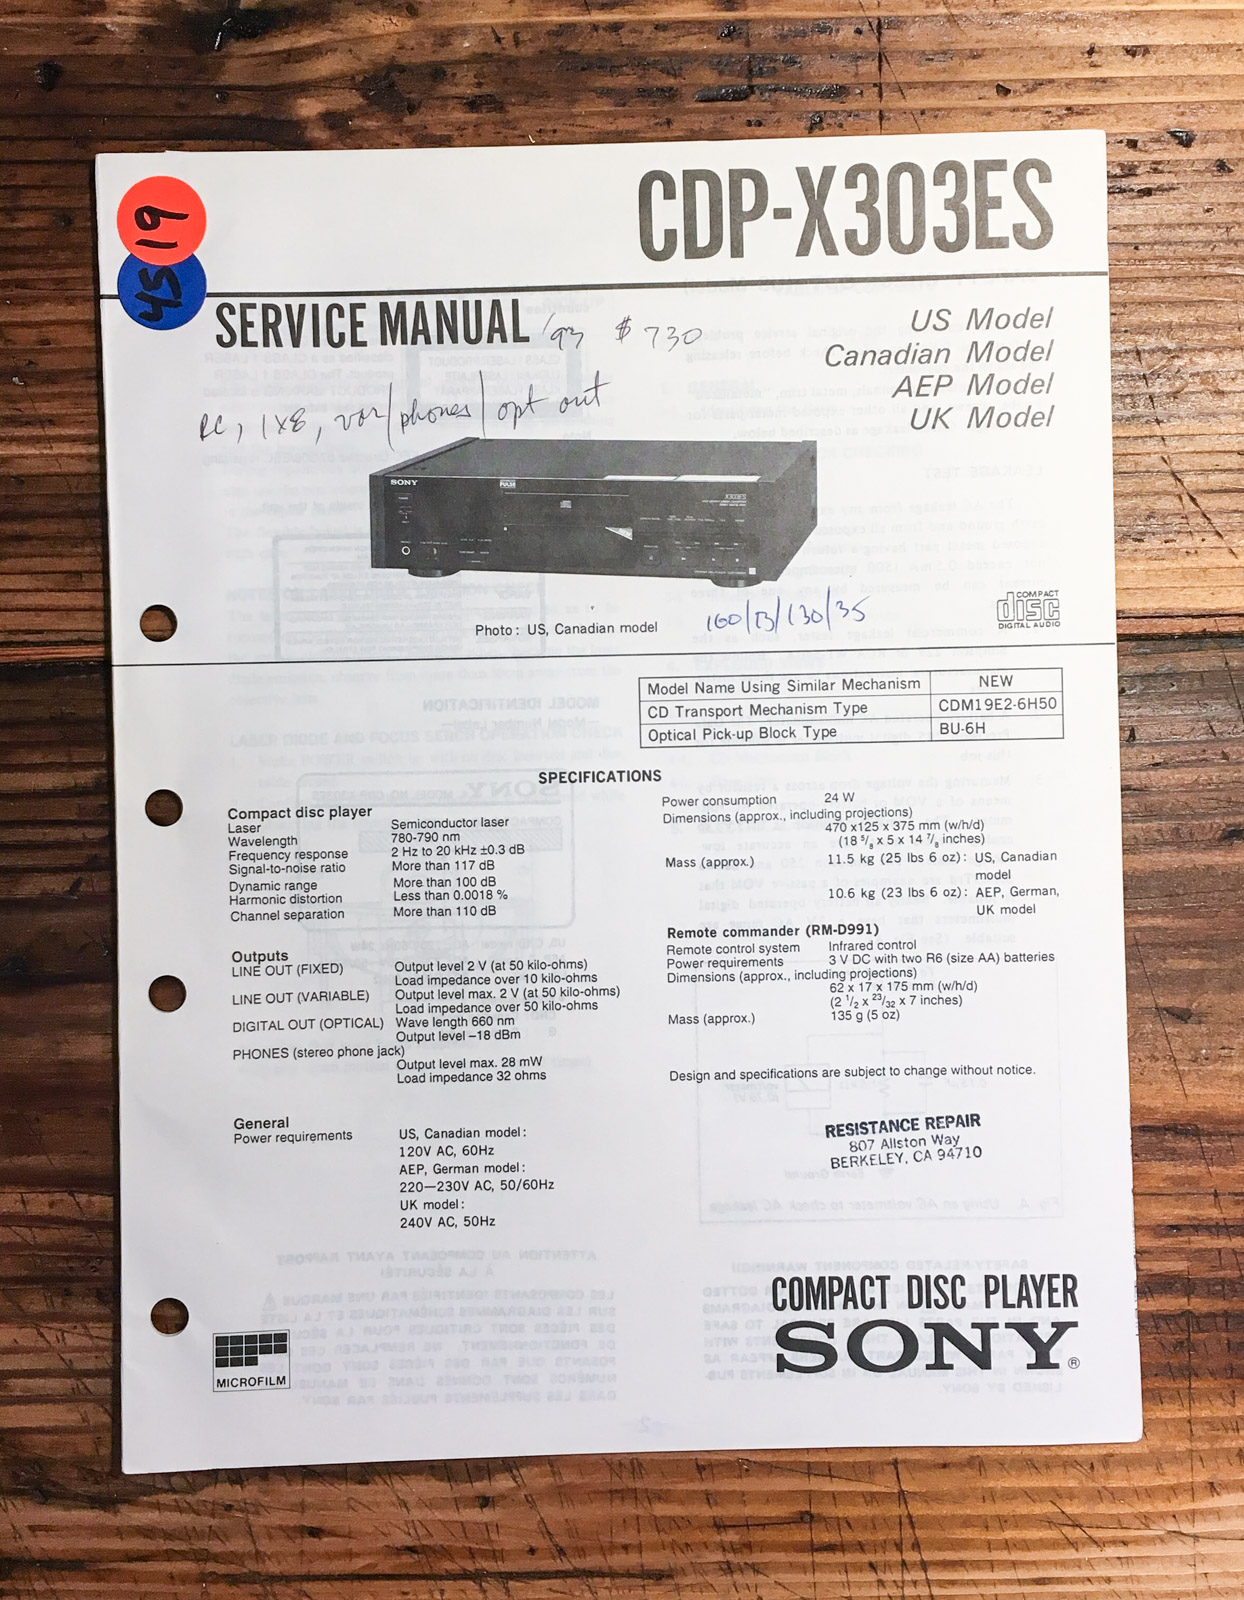 CDP-X303ES
19
45
SERVICE MANUAL
'93 $730
US Model
Canadian Model
AEP Model
UK Model
RC, 1X8, var/phones/opt out
SONY
PULSE
X303ES
Photo: US, Canadian model
160/13/130/35
COMPACT
disc
DIGITAL AUDIO
Model Name Using Similar Mechanism NEW
CD Transport Mechanism Type CDM19E2-6H50
Optical Pick-up Block Type BU-6H
SPECIFICATIONS
Compact disc player
Laser Semiconductor laser
Wavelength 780-790 nm
Frequency response 2 Hz to 20 kHz ±0.3 dB
Signal-to-noise ratio More than 117 dB
Dynamic range More than 100 dB
Harmonic distortion Less than 0.0018 %
Channel separation More than 110 dB
Outputs
LINE OUT (FIXED) Output level 2 V (at 50 kilo-ohms)
Load impedance over 10 kilo-ohms
LINE OUT (VARIABLE) Output level max. 2 V (at 50 kilo-ohms)
Load impedance over 50 kilo-ohms
DIGITAL OUT (OPTICAL) Wave length 660 nm
Output level –18 dBm
PHONES (stereo phone jack)
Output level max. 28 mW
Load impedance 32 ohms
General
Power requirements US, Canadian model:
120V AC, 60Hz
AEP, German model:
220—230V AC, 50/60Hz
UK model:
240V AC, 50Hz
Power consumption 24 W
Dimensions (approx., including projections)
470 x125 x 375 mm (w/h/d)
(18 5/8 x 5 x 14 7/8 inches)
Mass (approx.) 11.5 kg (25 lbs 6 oz): US, Canadian
model
10.6 kg (23 lbs 6 oz): AEP, German,
UK model
Remote commander (RM-D991)
Remote control system Infrared control
Power requirements 3 V DC with two R6 (size AA) batteries
Dimensions (approx., including projections)
62 x 17 x 175 mm (w/h/d)
(2 1/2 x 23/32 x 7 inches)
Mass (approx.) 135 g (5 oz)
Design and specifications are subject to change without notice.
RESISTANCE REPAIR
807 Allston Way
BERKELEY, CA 94710
COMPACT DISC PLAYER
SONY®
MICROFILM